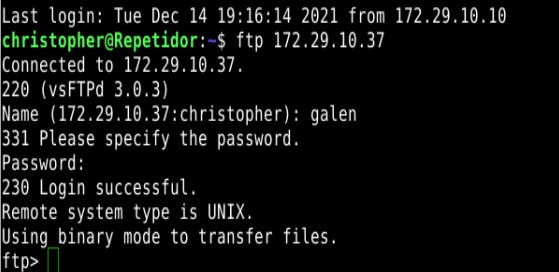 Last login: Tue Dec 14 19:16:14 2021 from 172.29.10.10
christopher@Repetidor:~$ ftp 172.29.10.37
Connected to 172.29.10.37.
220 (vsFTPd 3.0.3)
Name (172.29.10.37:christopher): galen
331 Please specify the password.
Password:
230 Login successful.
Remote system type is UNIX.
Using binary mode to transfer files.
ftp>